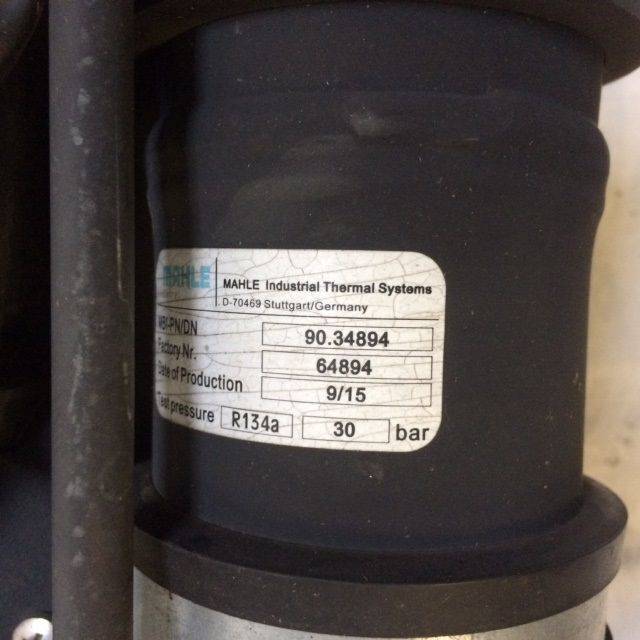 MAHLE
MAHLE Industrial Thermal Systems
D-70469 Stuttgart/Germany
90.34894
Factory Nr. 64894
Date of Production 9/15
Test pressure R134a 30 bar